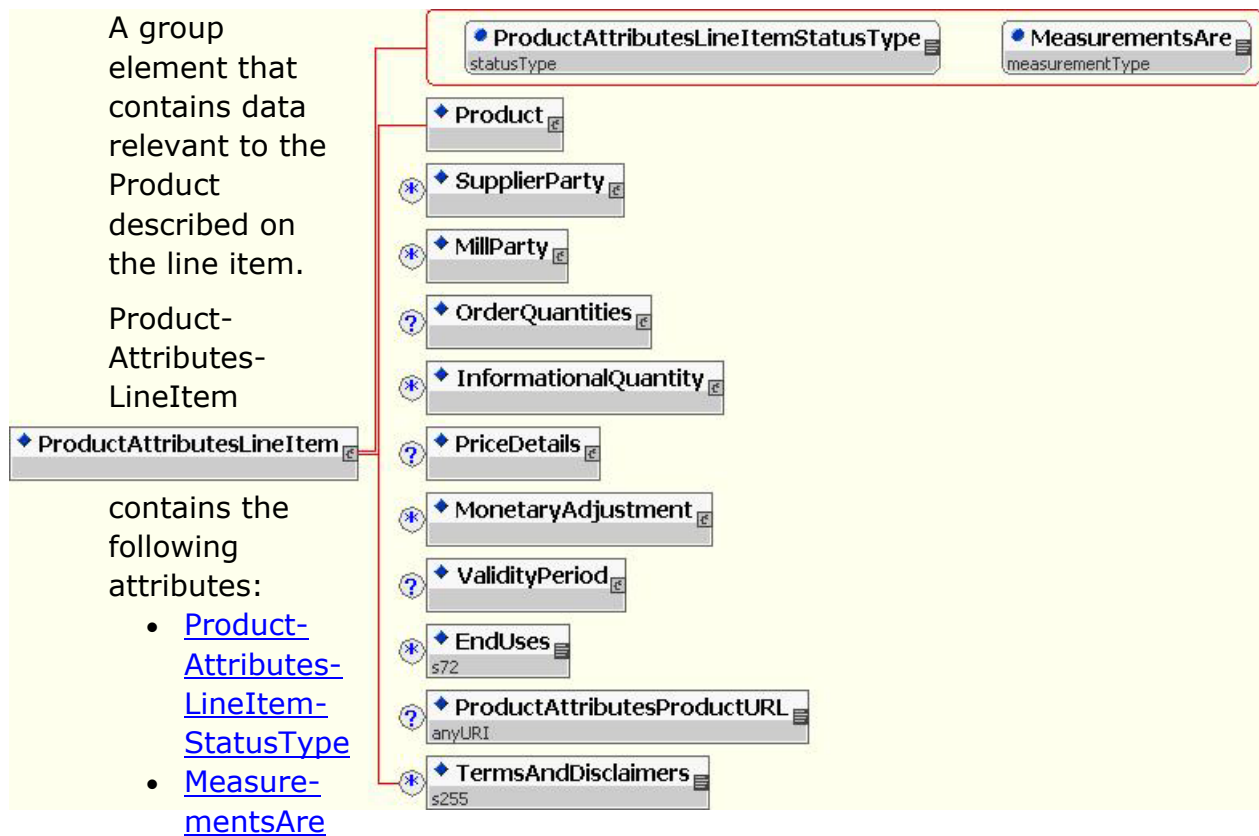 A group
element that
contains data
relevant to the
Product
described on
the line item.
Product-
Attributes-
LineItem
ProductAttributesLineItem
contains the
following
attributes:
• Product-
Attributes-
LineItem-
StatusType
• Measure-
mentsAre
ProductAttributesLineItemStatusType
statusType
MeasurementsAre
measurementType
Product
* SupplierParty
* MillParty
? OrderQuantities
* InformationalQuantity
? PriceDetails
* MonetaryAdjustment
? ValidityPeriod
* EndUses
s72
? ProductAttributesProductURL
anyURI
* TermsAndDisclaimers
s255